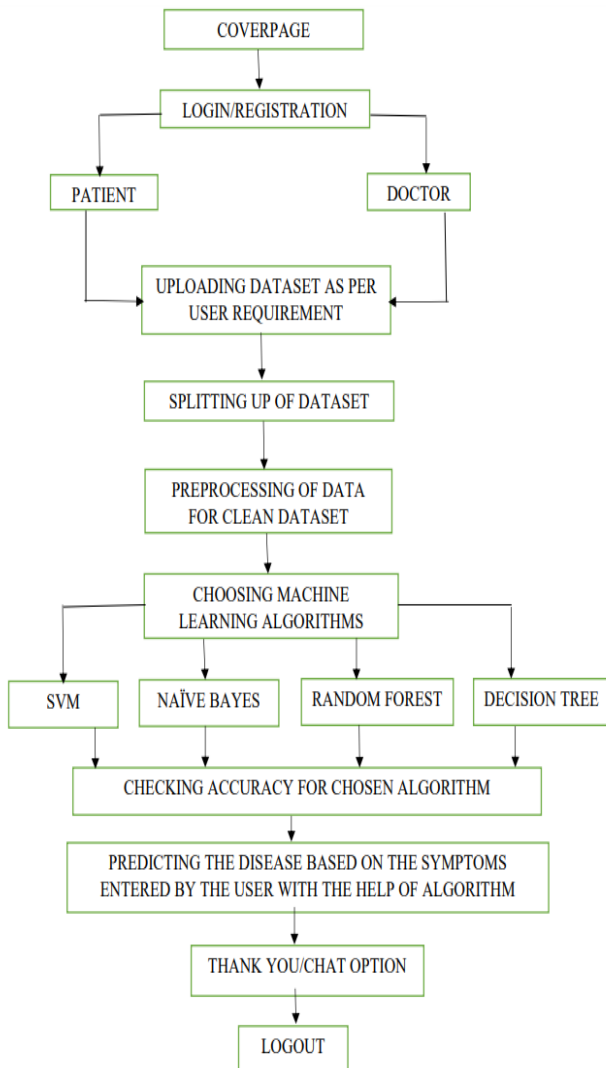 COVERPAGE
LOGIN/REGISTRATION
PATIENT
DOCTOR
UPLOADING DATASET AS PER
USER REQUIREMENT
SPLITTING UP OF DATASET
PREPROCESSING OF DATA
FOR CLEAN DATASET
CHOOSING MACHINE
LEARNING ALGORITHMS
SVM
NAÏVE BAYES
RANDOM FOREST
DECISION TREE
CHECKING ACCURACY FOR CHOSEN ALGORITHM
PREDICTING THE DISEASE BASED ON THE SYMPTOMS
ENTERED BY THE USER WITH THE HELP OF ALGORITHM
THANK YOU/CHAT OPTION
LOGOUT